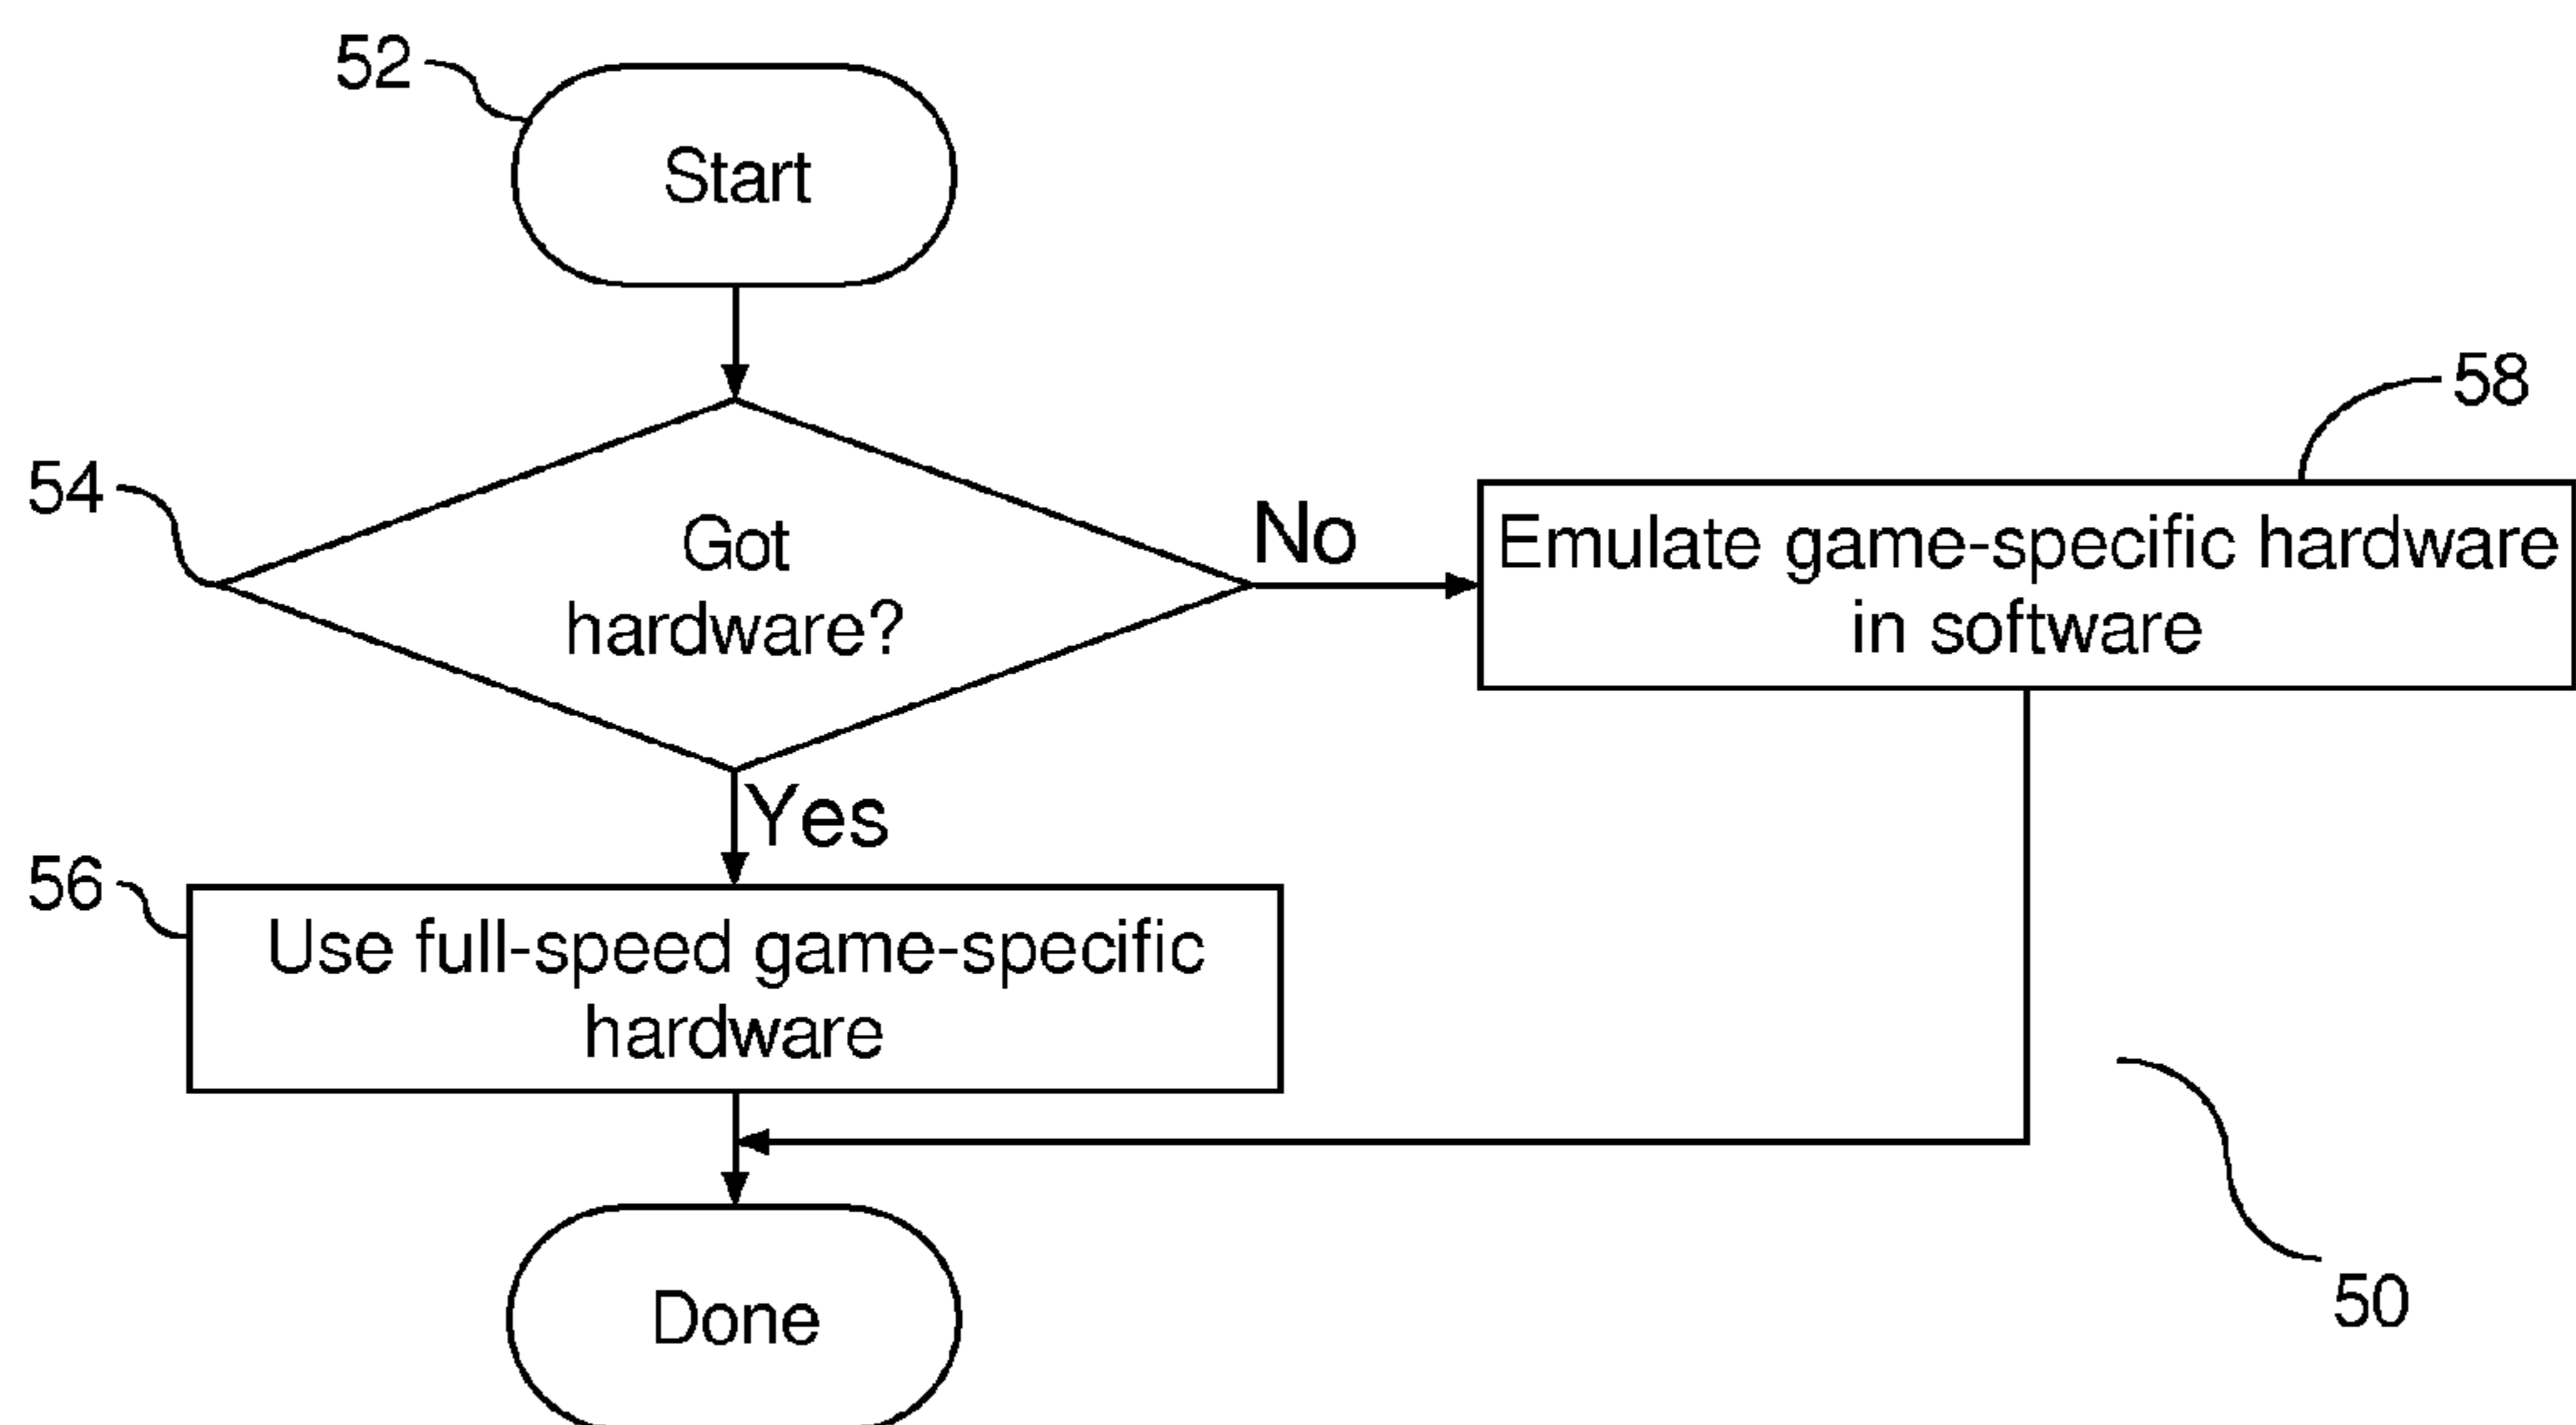 52
Start
54
Got
hardware?
No
58
Emulate game-specific hardware
in software
Yes
56
Use full-speed game-specific
hardware
Done
50